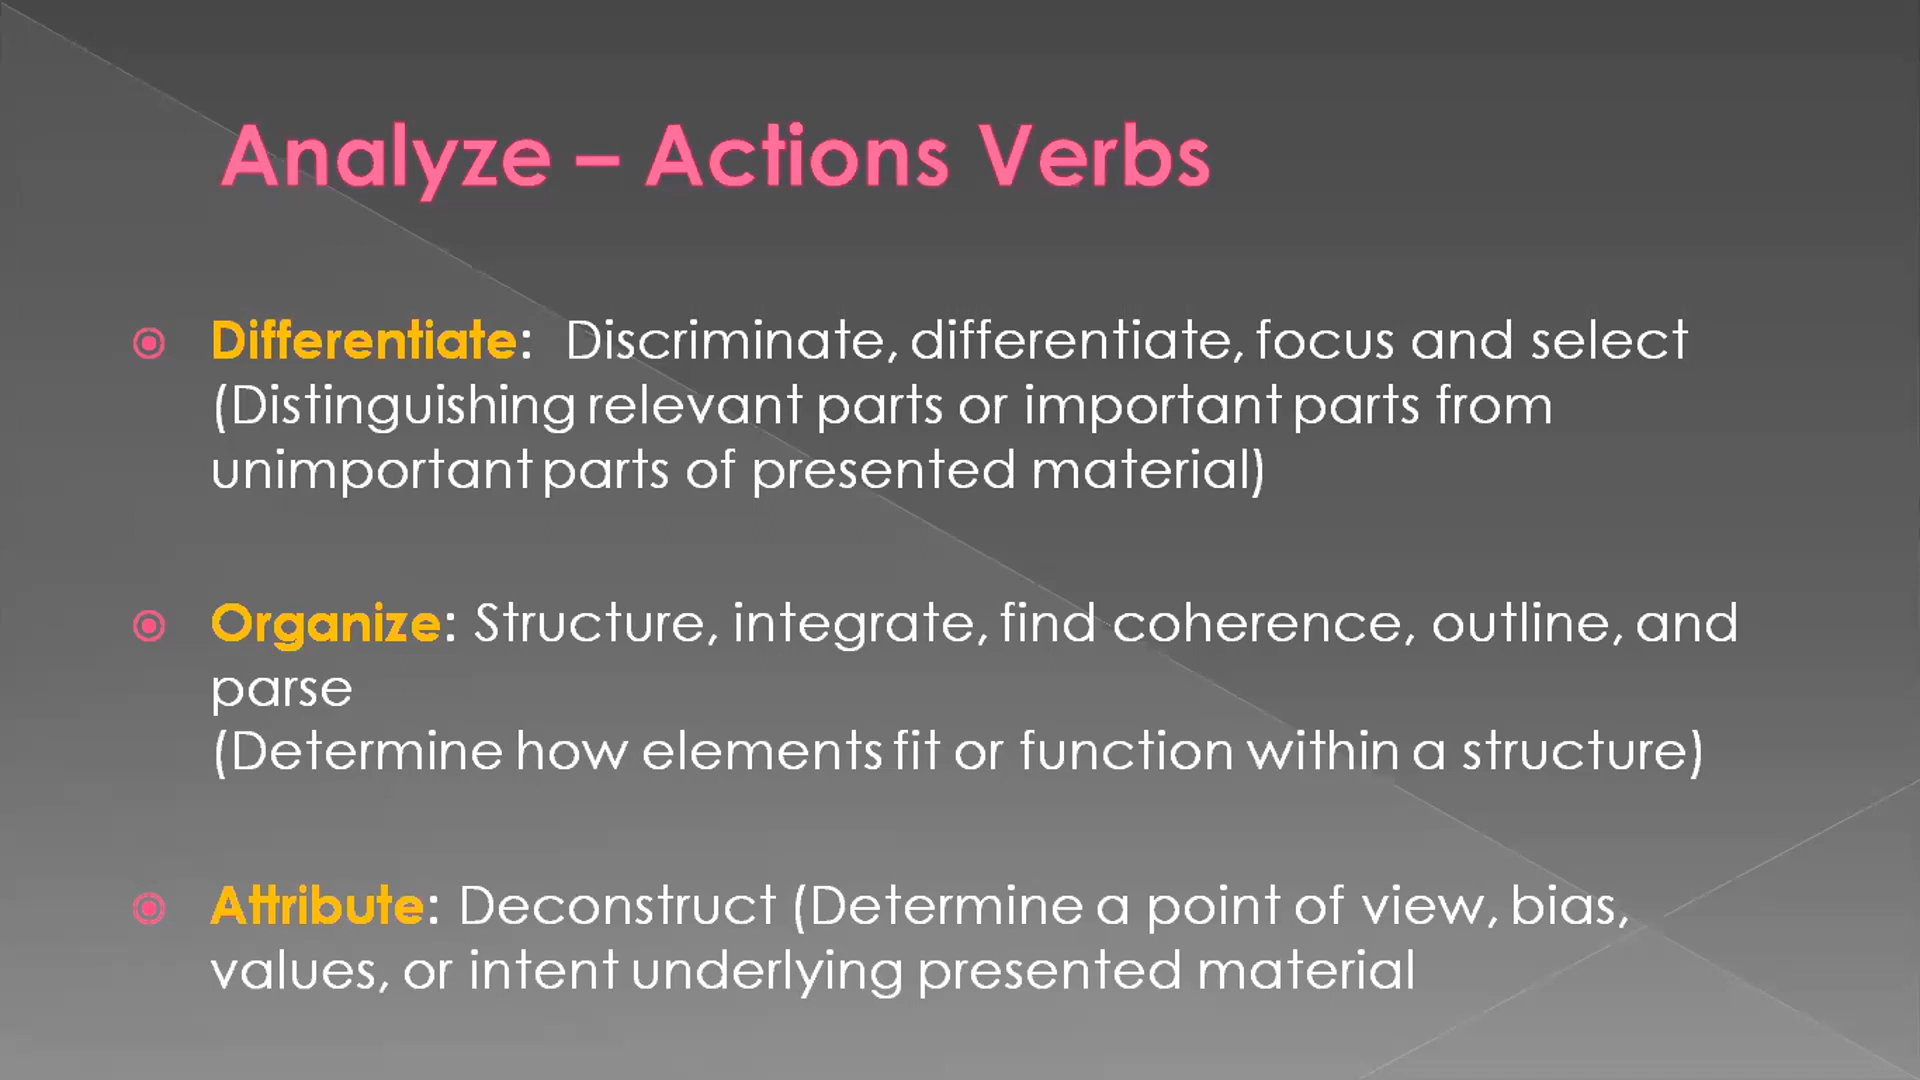 Analyze – Actions Verbs
Differentiate: Discriminate, differentiate, focus and select
(Distinguishing relevant parts or important parts from
unimportant parts of presented material)
Organize: Structure, integrate, find coherence, outline, and
parse
(Determine how elements fit or function within a structure)
Attribute: Deconstruct (Determine a point of view, bias,
values, or intent underlying presented material